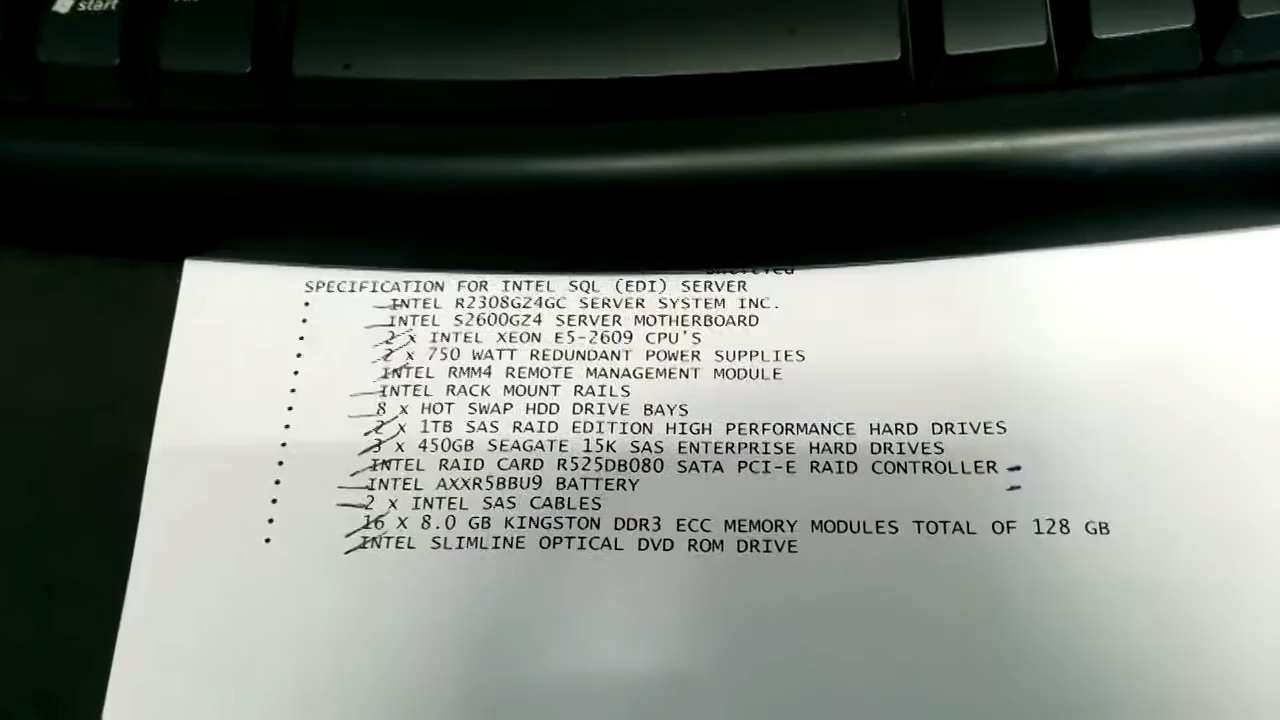 start
SPECIFICATION FOR INTEL SQL (EDI) SERVER
INTEL R2308GZ4GC SERVER SYSTEM INC.
INTEL S2600GZ4 SERVER MOTHERBOARD
2 X INTEL XEON E5-2609 CPU'S
2 X 750 WATT REDUNDANT POWER SUPPLIES
INTEL RMM4 REMOTE MANAGEMENT MODULE
INTEL RACK MOUNT RAILS
8 X HOT SWAP HDD DRIVE BAYS
2 X 1TB SAS RAID EDITION HIGH PERFORMANCE HARD DRIVES
3 X 450GB SEAGATE 15K SAS ENTERPRISE HARD DRIVES
INTEL RAID CARD R525DB080 SATA PCI-E RAID CONTROLLER
INTEL AXXR5BBU9 BATTERY
2 X INTEL SAS CABLES
16 X 8.0 GB KINGSTON DDR3 ECC MEMORY MODULES TOTAL OF 128 GB
INTEL SLIMLINE OPTICAL DVD ROM DRIVE